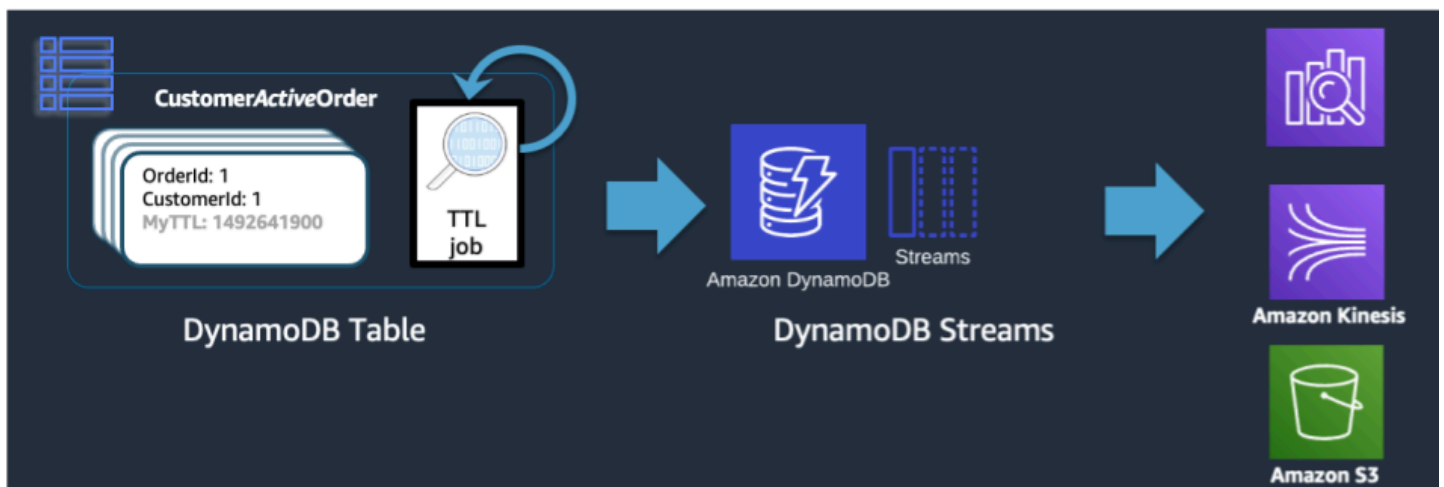 CustomerActiveOrder
OrderId: 1
CustomerId: 1
MyTTL: 1492641900
TTL
job
DynamoDB Table
Amazon DynamoDB
Streams
DynamoDB Streams
Amazon Kinesis
Amazon S3